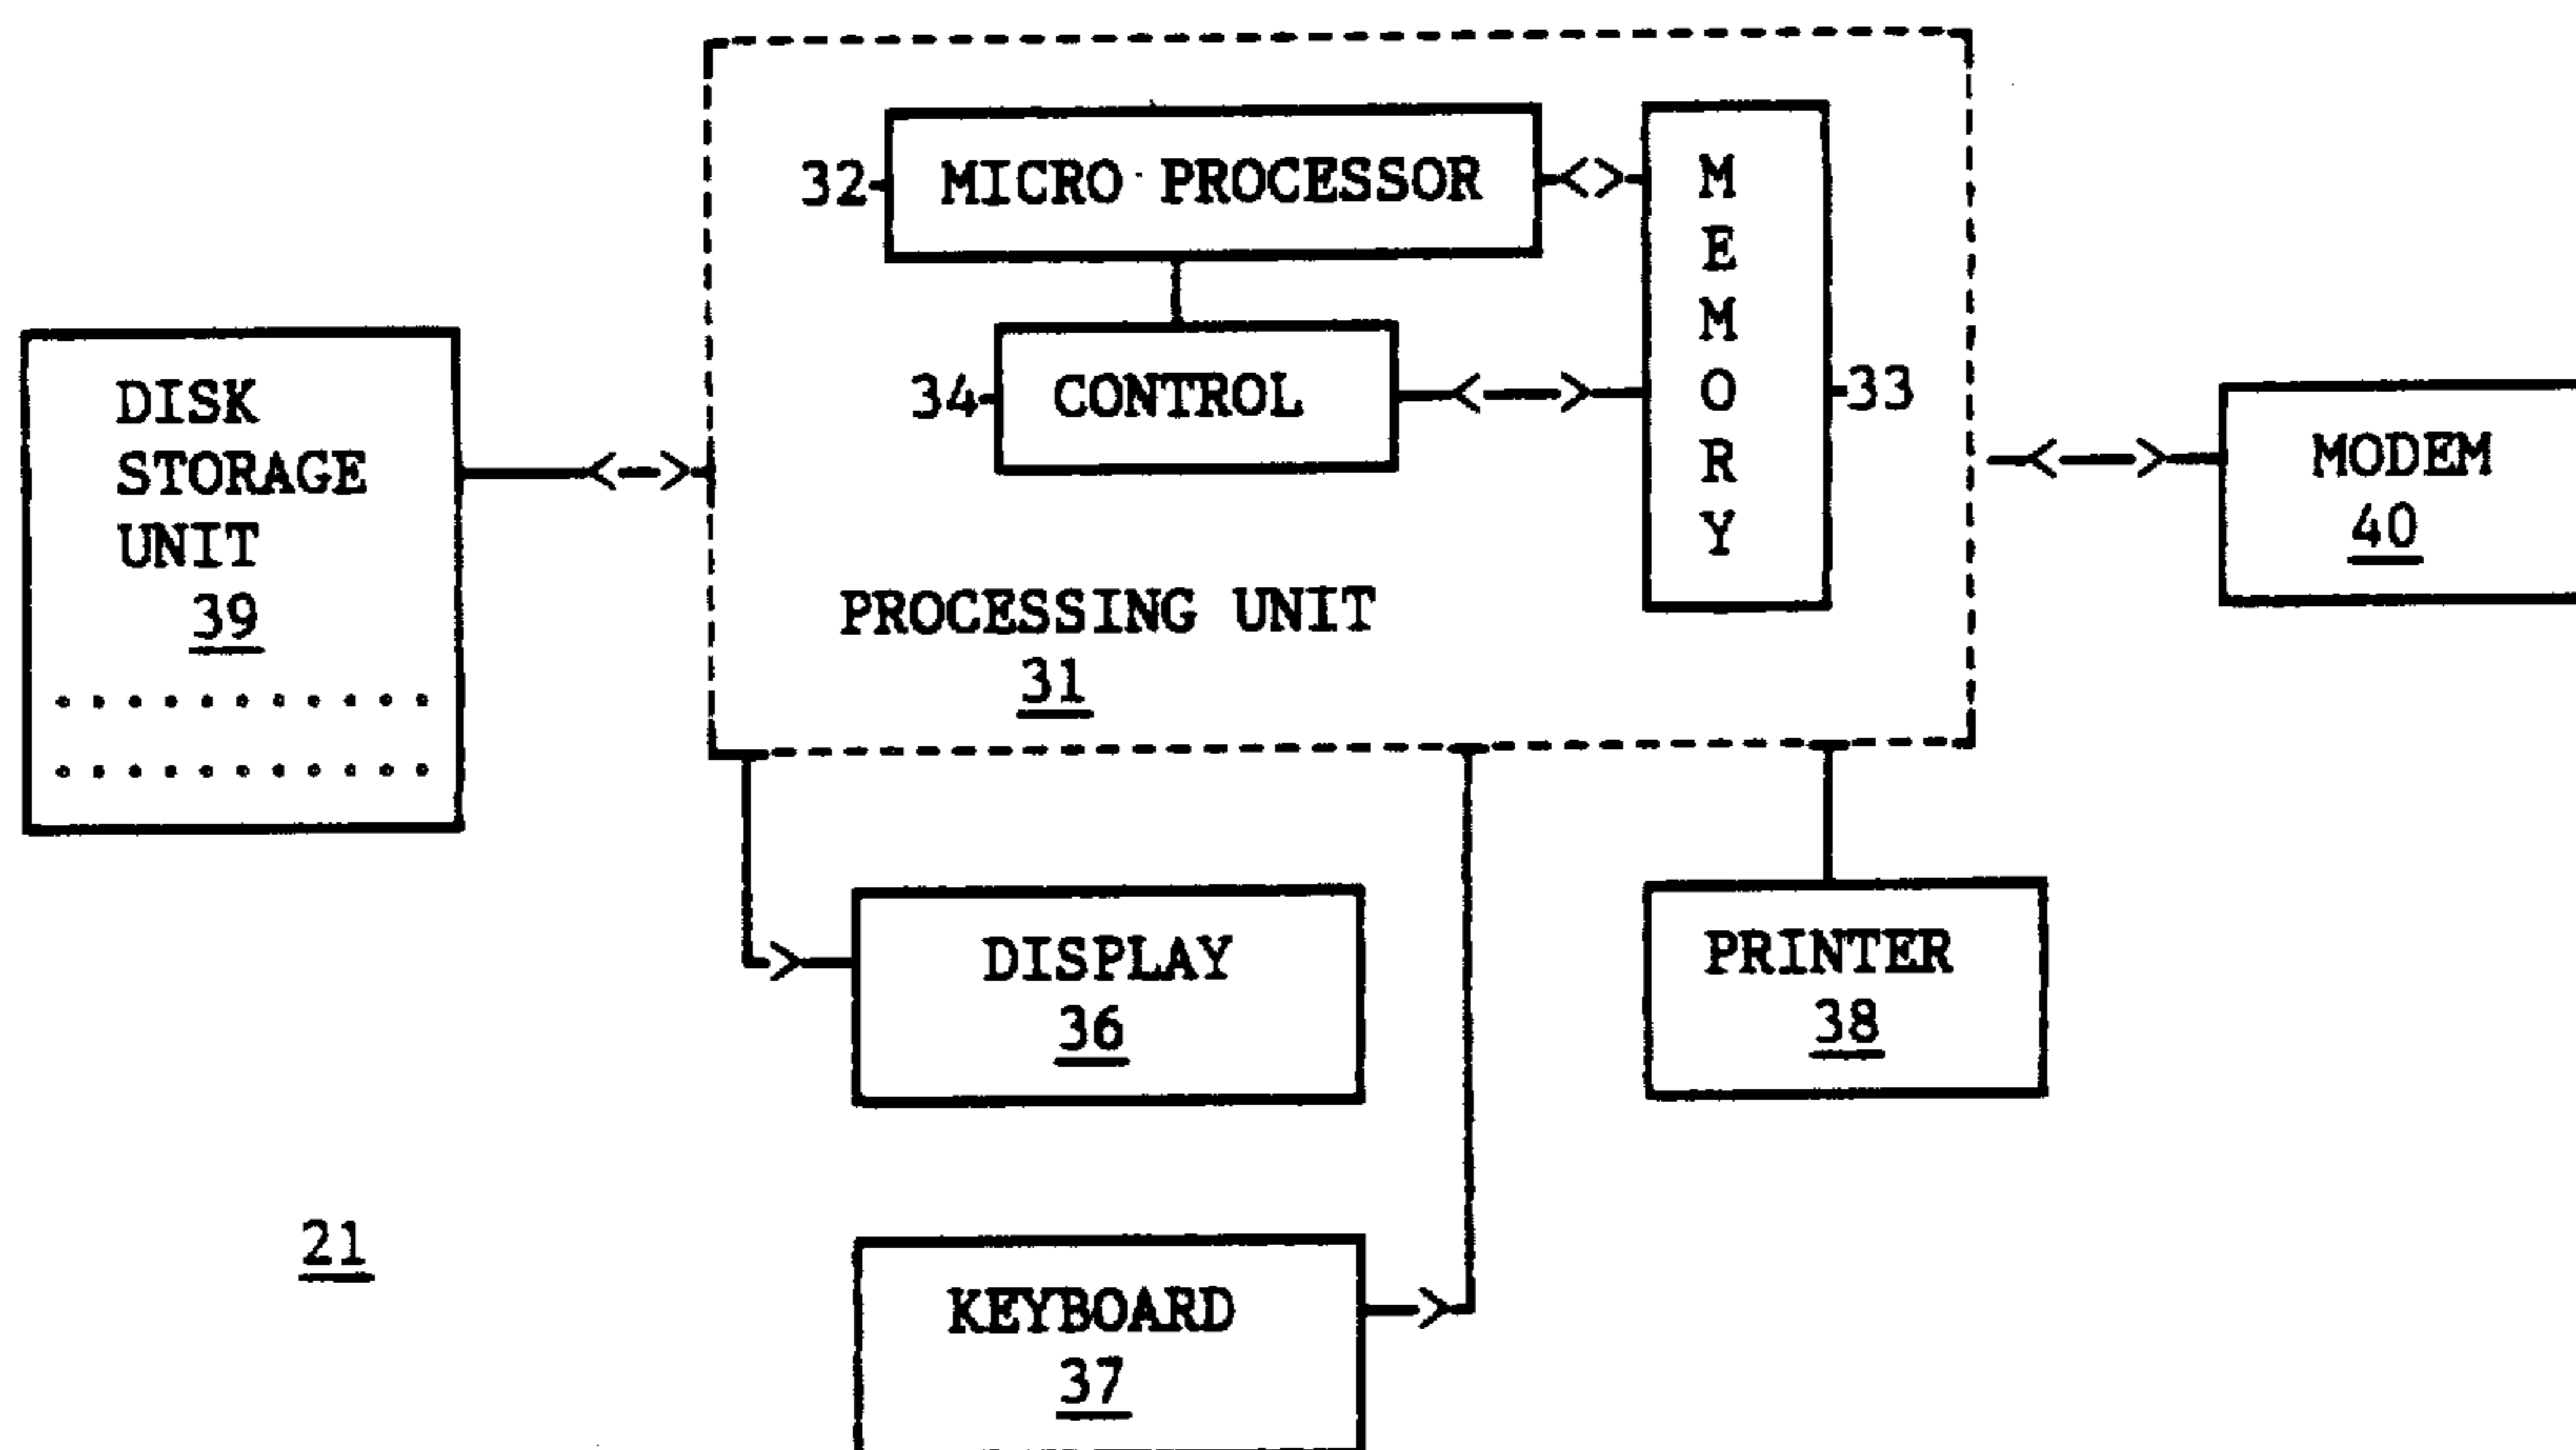 32
MICRO PROCESSOR
MEMORY
33
34
CONTROL
PROCESSING UNIT
31
DISK
STORAGE
UNIT
39
MODEM
40
DISPLAY
36
PRINTER
38
KEYBOARD
37
21